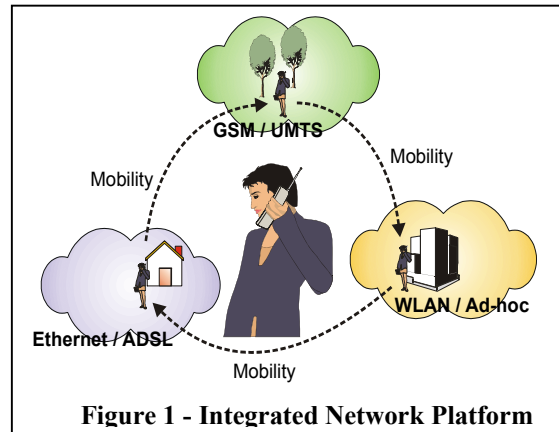 GSM / UMTS
Mobility
Mobility
WLAN / Ad-hoc
Ethernet / ADSL
Mobility
Figure 1 - Integrated Network Platform